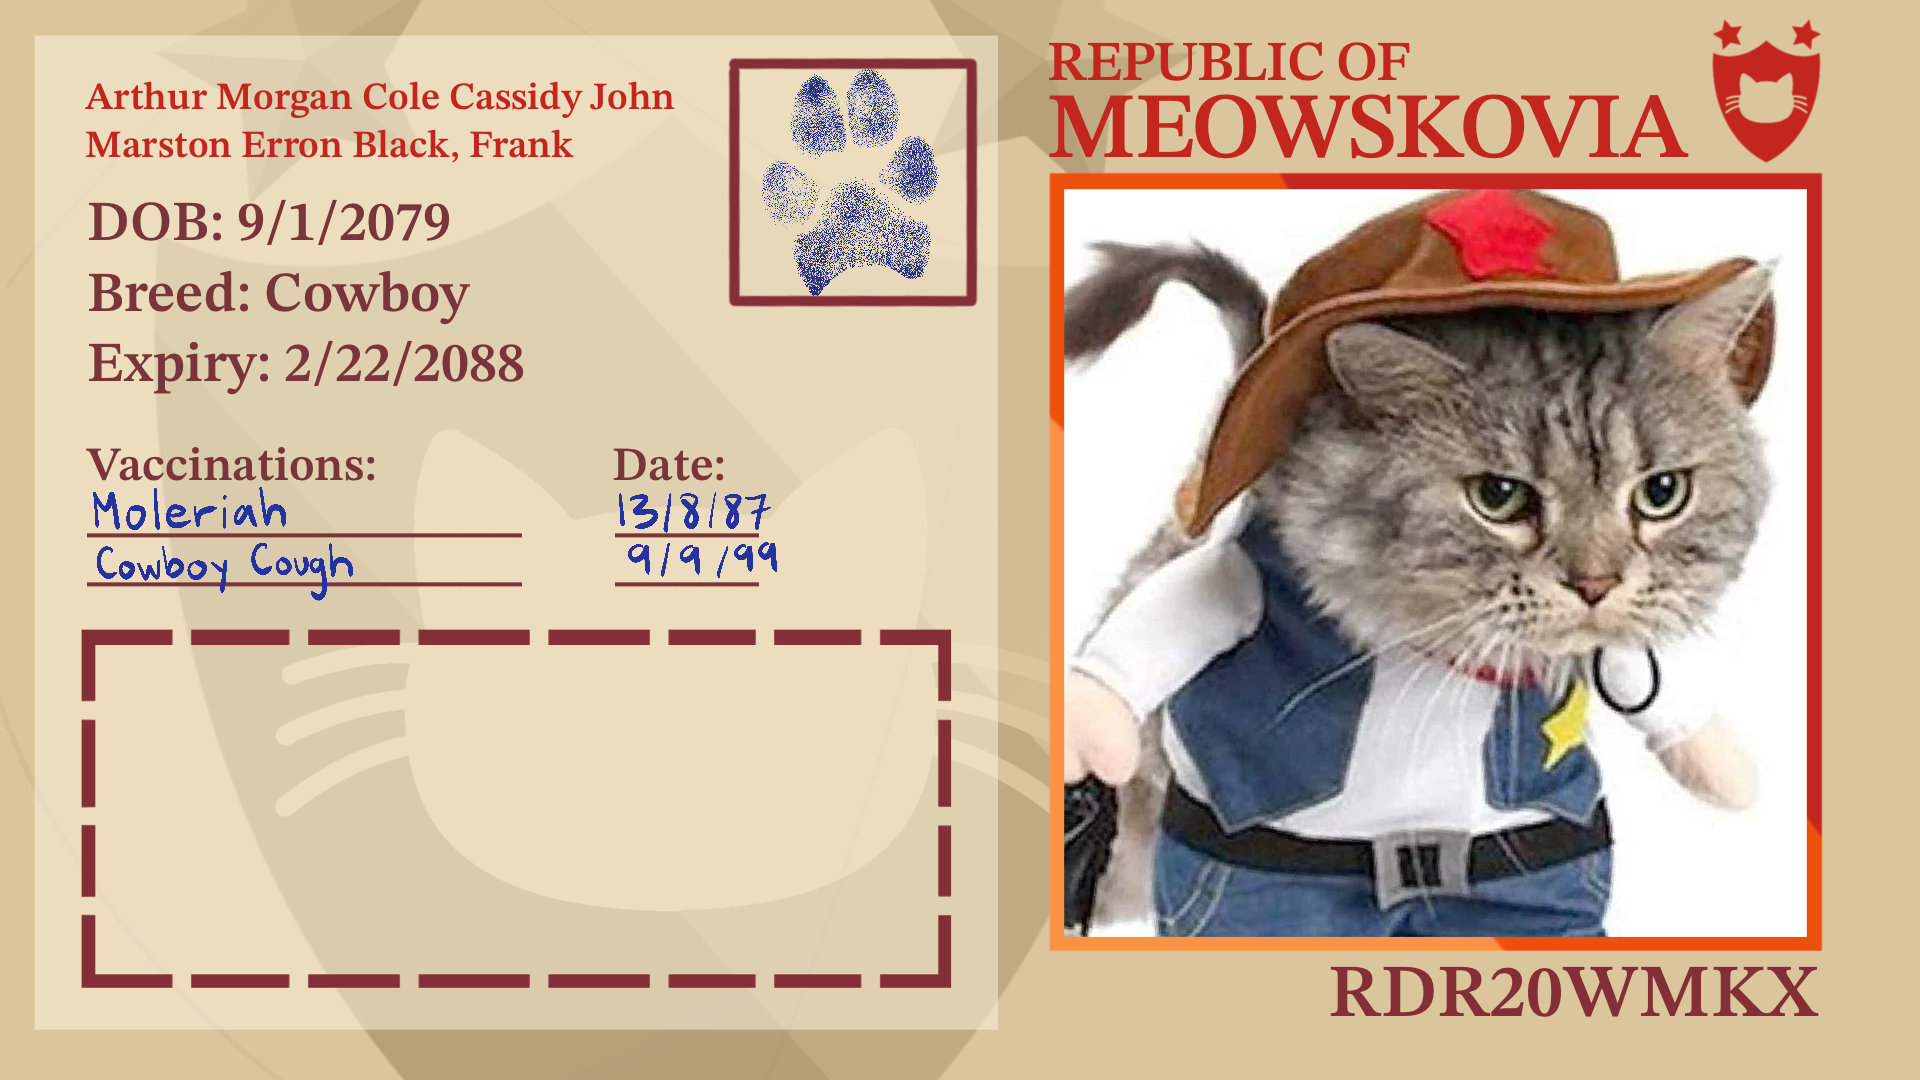 Arthur Morgan Cole Cassidy John
Marston Erron Black, Frank
DOB: 9/1/2079
Breed: Cowboy
Expiry: 2/22/2088
Vaccinations: Date:
Moleriah 13/8/87
Cowboy Cough 9/9/99
REPUBLIC OF
MEOWSKOVIA
RDR20WMKX